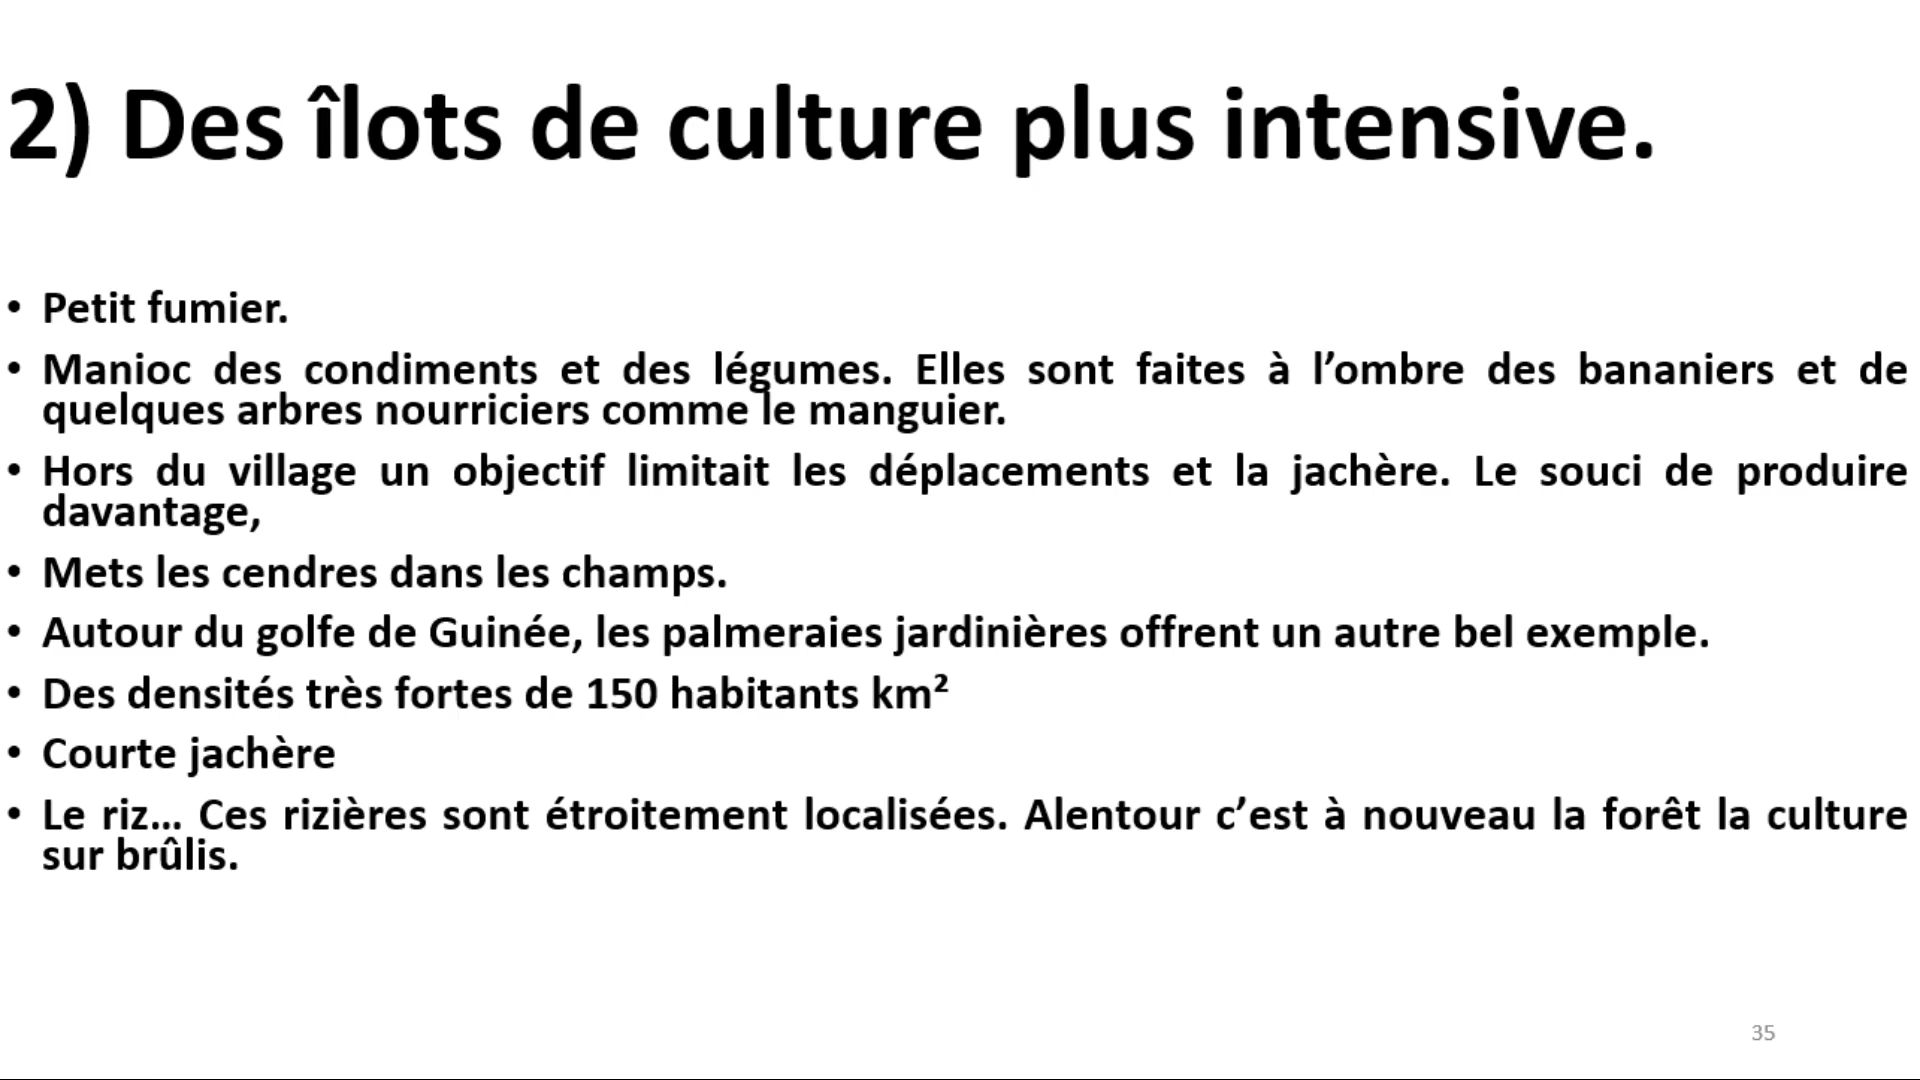 2) Des îlots de culture plus intensive.
• Petit fumier.
• Manioc des condiments et des légumes. Elles sont faites à l’ombre des bananiers et de
quelques arbres nourriciers comme le manguier.
• Hors du village un objectif limitait les déplacements et la jachère. Le souci de produire
davantage,
• Mets les cendres dans les champs.
• Autour du golfe de Guinée, les palmeraies jardinières offrent un autre bel exemple.
• Des densités très fortes de 150 habitants km²
• Courte jachère
• Le riz… Ces rizières sont étroitement localisées. Alentour c’est à nouveau la forêt la culture
sur brûlis.
35